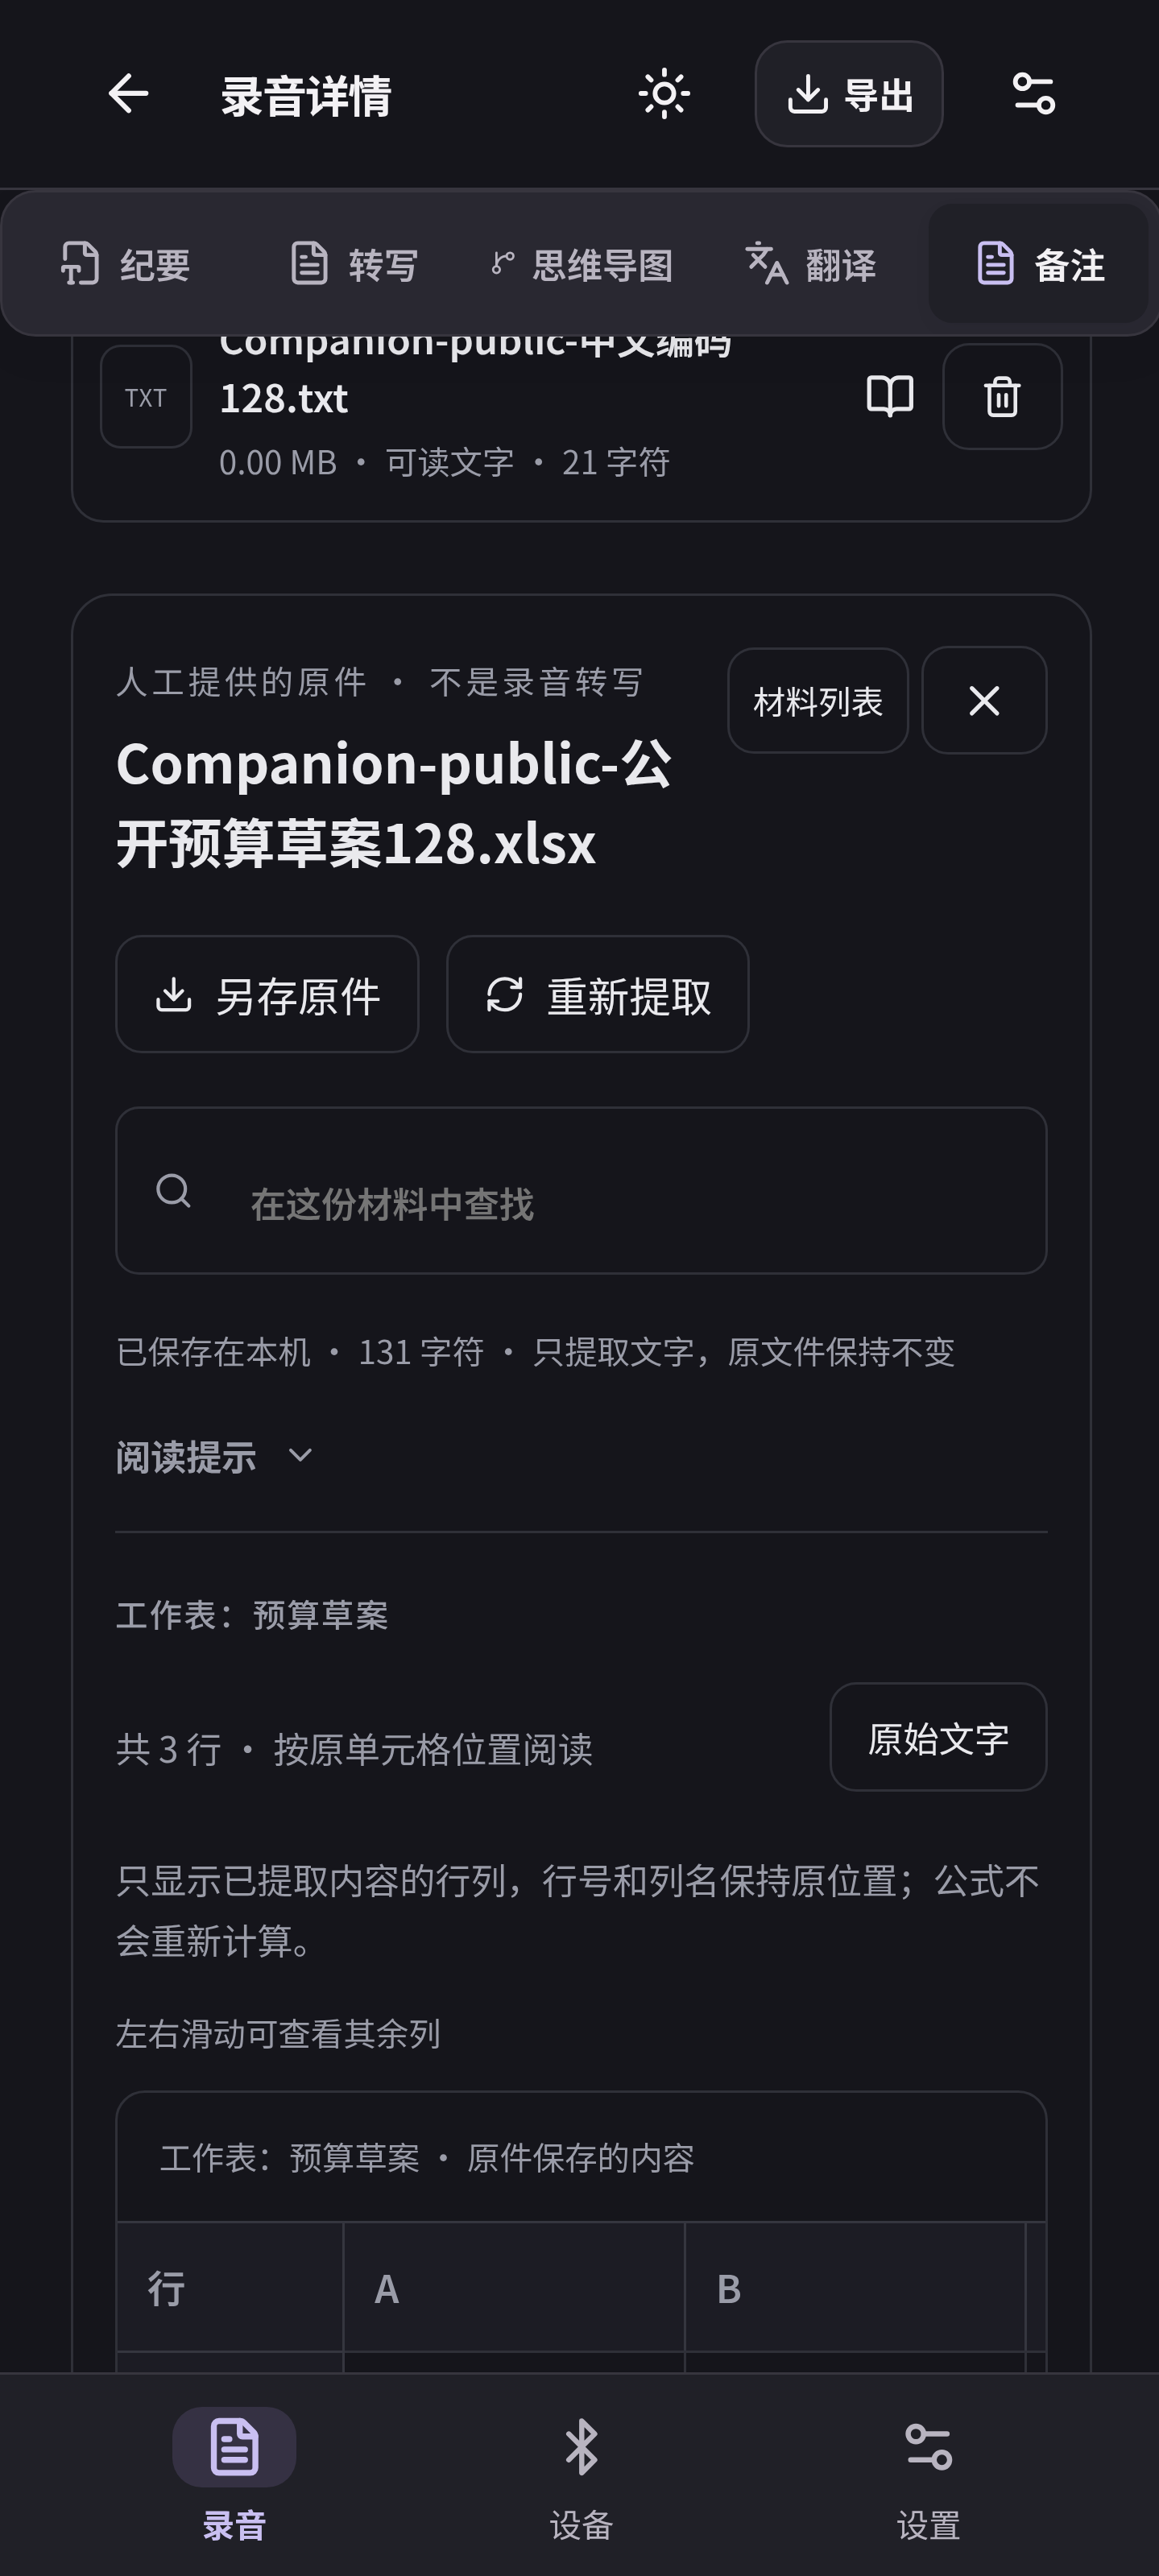 录音详情
导出
纪要
转写
思维导图
翻译
备注
Companion-public-中文编码
128.txt
TXT
0.00 MB · 可读文字 · 21 字符
人工提供的原件 · 不是录音转写
材料列表
Companion-public-公
开预算草案128.xlsx
另存原件
重新提取
在这份材料中查找
已保存在本机 · 131 字符 · 只提取文字，原文件保持不变
阅读提示
工作表：预算草案
共 3 行 · 按原单元格位置阅读
原始文字
只显示已提取内容的行列，行号和列名保持原位置；公式不
会重新计算。
左右滑动可查看其余列
工作表：预算草案 · 原件保存的内容
行
A
B
录音
设备
设置